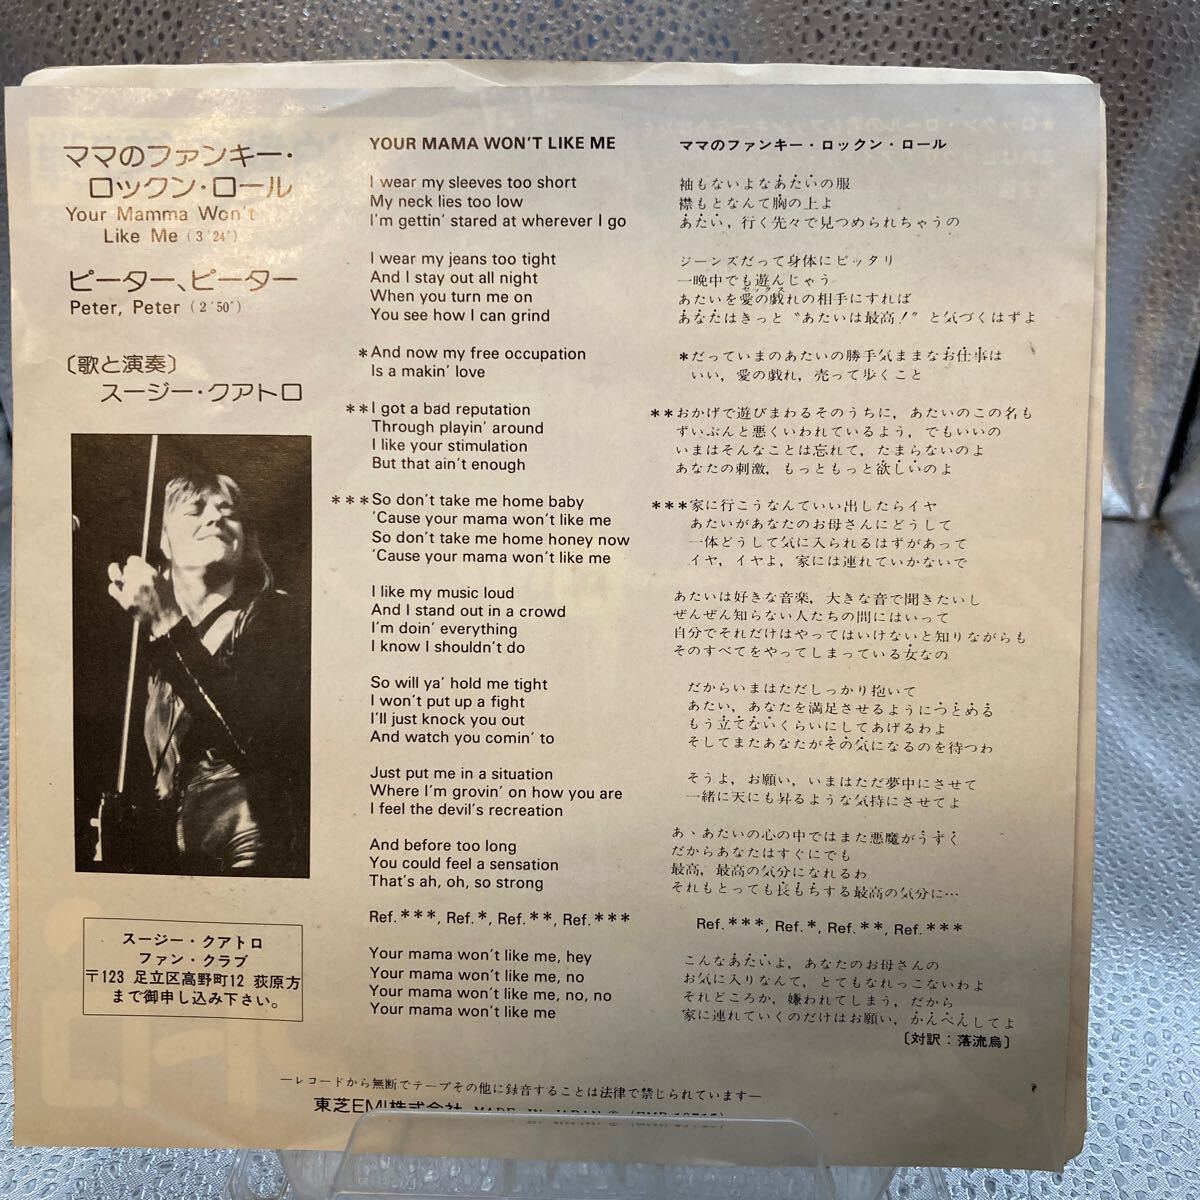 ママのファンキー・
ロックン・ロール
Your Mamma Won't
Like Me (3′24″)
ピーター、ピーター
Peter, Peter (2′50″)
〔歌と演奏〕
スージー・クアトロ
スージー・クアトロ
ファン・クラブ
〒123 足立区高野町12 荻原方
まで御申し込み下さい。
YOUR MAMA WON'T LIKE ME
I wear my sleeves too short
My neck lies too low
I'm gettin' stared at wherever I go
I wear my jeans too tight
And I stay out all night
When you turn me on
You see how I can grind
*And now my free occupation
Is a makin' love
**I got a bad reputation
Through playin' around
I like your stimulation
But that ain't enough
***So don't take me home baby
'Cause your mama won't like me
So don't take me home honey now
'Cause your mama won't like me
I like my music loud
And I stand out in a crowd
I'm doin' everything
I know I shouldn't do
So will ya' hold me tight
I won't put up a fight
I'll just knock you out
And watch you comin' to
Just put me in a situation
Where I'm grovin' on how you are
I feel the devil's recreation
And before too long
You could feel a sensation
That's ah, oh, so strong
Ref.***, Ref.*, Ref.**, Ref.***
Your mama won't like me, hey
Your mama won't like me, no
Your mama won't like me, no, no
Your mama won't like me
ママのファンキー・ロックン・ロール
袖もないよなあたいの服
襟もとなんて胸の上よ
あたい，行く先々で見つめられちゃうの
ジーンズだって身体にピッタリ
一晩中でも遊んじゃう
あたいを愛の戯れの相手にすれば
セックス
あなたはきっと〝あたいは最高！〟と気づくはずよ
*だっていまのあたいの勝手気ままなお仕事は
いい，愛の戯れ，売って歩くこと
**おかげで遊びまわるそのうちに，あたいのこの名も
ずいぶんと悪くいわれているよう，でもいいの
いまはそんなことは忘れて，たまらないのよ
あなたの刺激，もっともっと欲しいのよ
***家に行こうなんていい出したらイヤ
あたいがあなたのお母さんにどうして
一体どうして気に入られるはずがあって
イヤ，イヤよ，家には連れていかないで
あたいは好きな音楽，大きな音で聞きたいし
ぜんぜん知らない人たちの間にはいって
自分でそれだけはやってはいけないと知りながらも
そのすべてをやってしまっている女なの
だからいまはただしっかり抱いて
あたい，あなたを満足させるようにつとめる
もう立てないくらいにしてあげるわよ
そしてまたあなたがその気になるのを待つわ
そうよ，お願い，いまはただ夢中にさせて
一緒に天にも昇るような気持にさせてよ
あゝあたいの心の中ではまた悪魔がうずく
だからあなたはすぐにでも
最高，最高の気分になれるわ
それもとっても長もちする最高の気分に…
Ref.***, Ref.*, Ref.**, Ref.***
こんなあたいよ，あなたのお母さんの
お気に入りなんて，とてもなれっこないわよ
それどころか，嫌われてしまう，だから
家に連れていくのだけはお願い，かんべんしてよ
〔対訳：落流鳥〕
―レコードから無断でテープその他に録音することは法律で禁じられています―
東芝EMI株式会社 MADE IN JAPAN